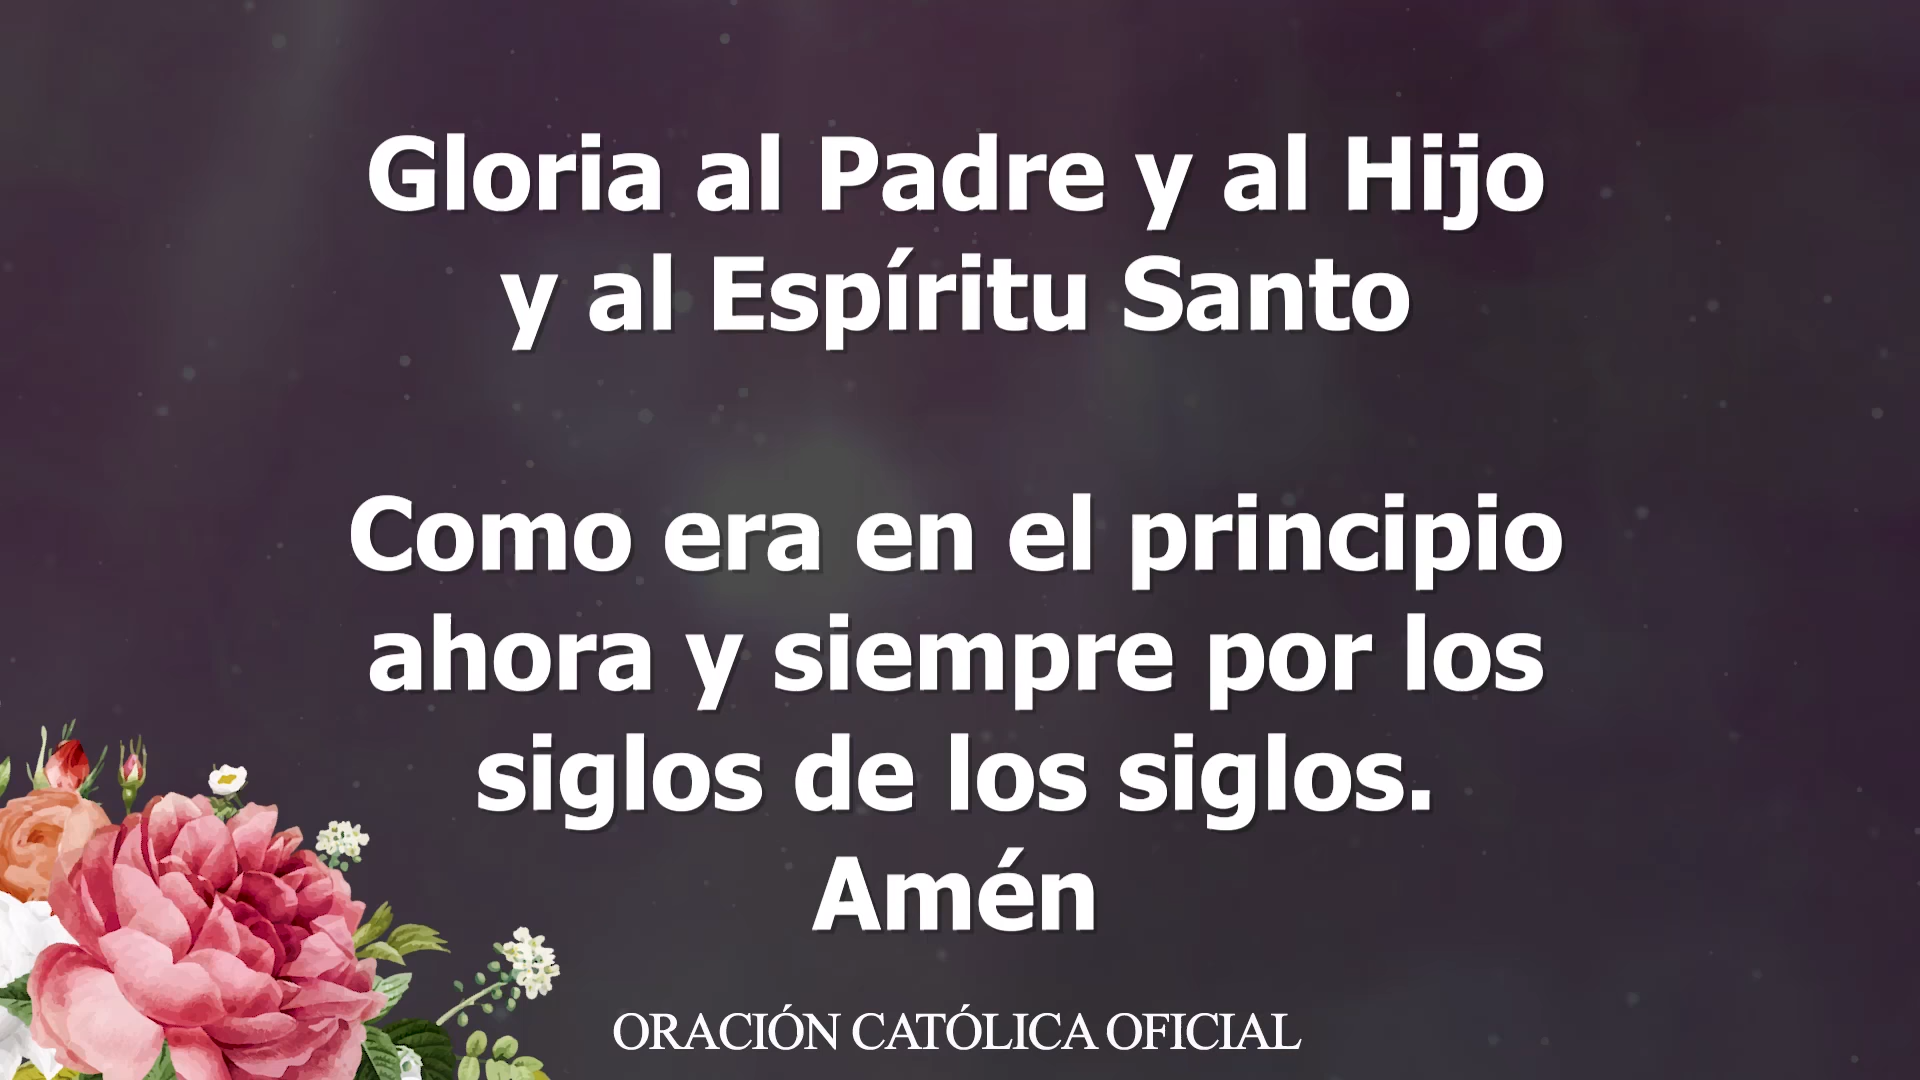 Gloria al Padre y al Hijo
y al Espíritu Santo
Como era en el principio
ahora y siempre por los
siglos de los siglos.
Amén
ORACIÓN CATÓLICA OFICIAL